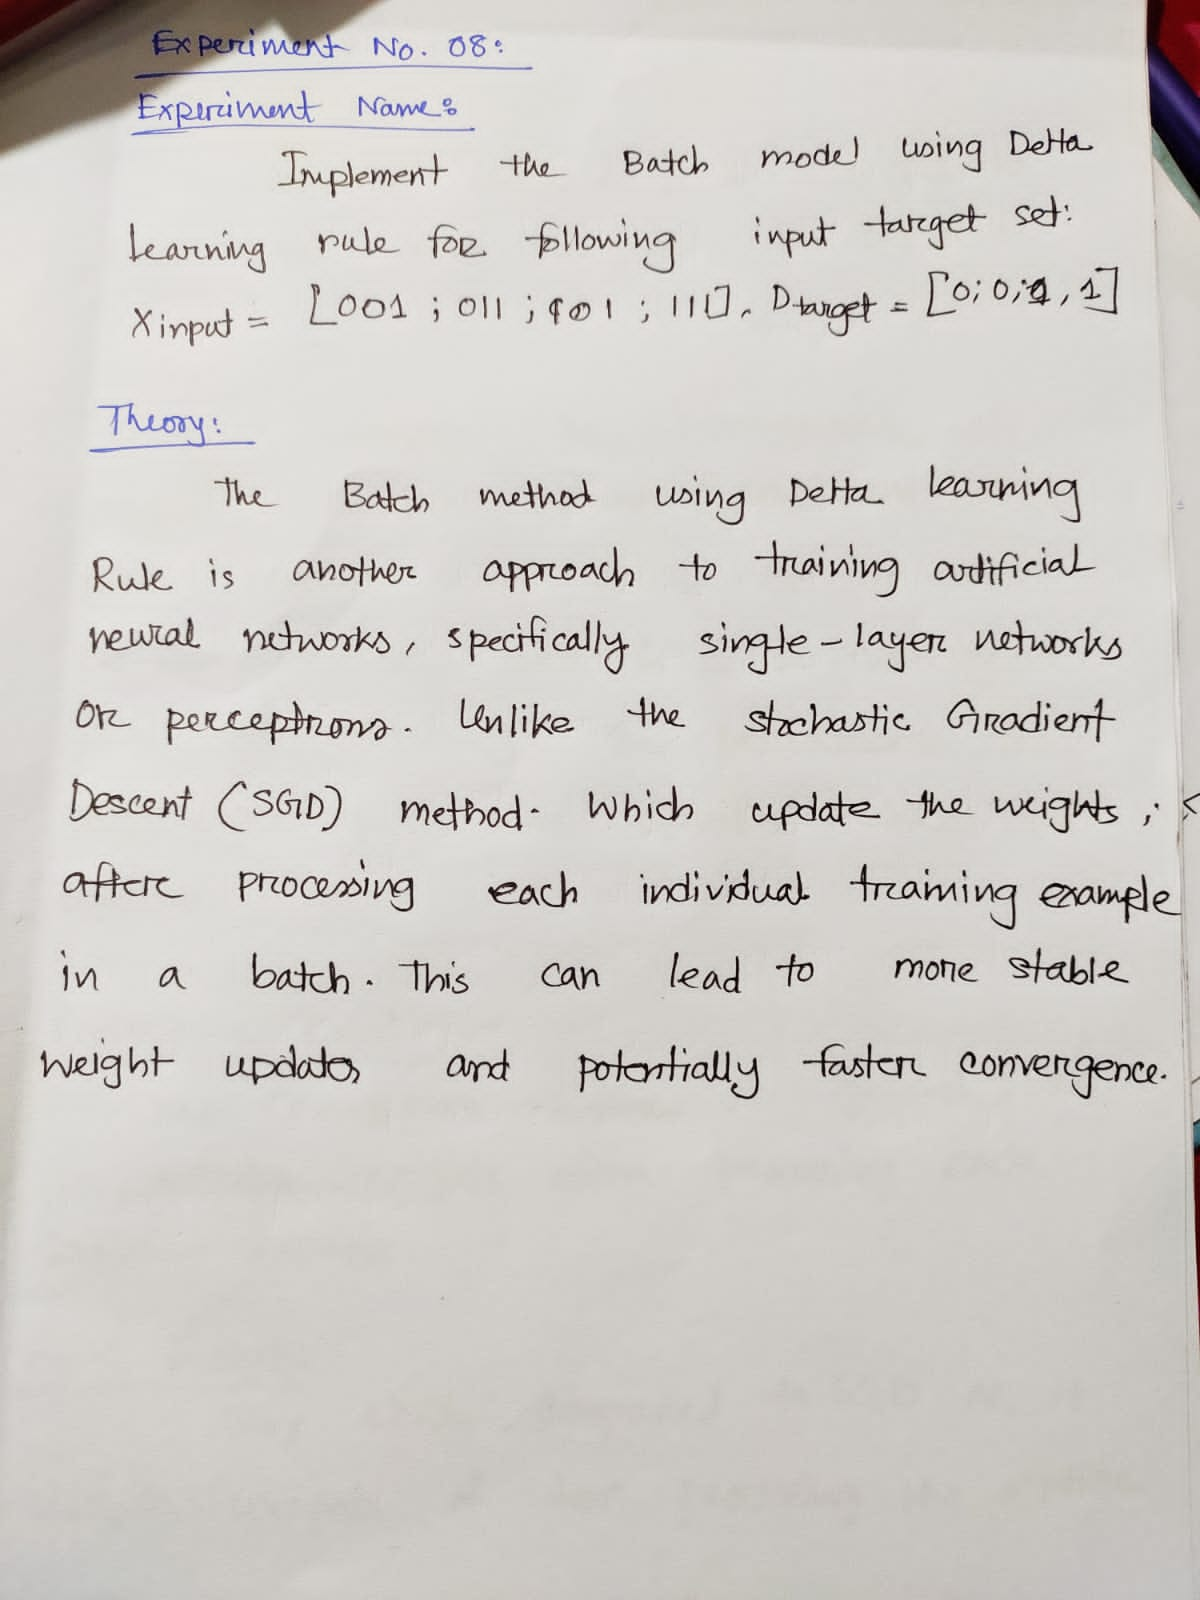 Experiment No. 08:
Experiment Name:
Implement the Batch model using Delta
Learning rule for following input target set:
Xinput = [001 ; 011 ; 101 ; 111], Dtarget = [0; 0; 1, 1]
Theory:
The Batch method using Delta learning
Rule is another approach to training artificial
neural networks, specifically single-layer networks
or perceptrons. Unlike the stochastic Gradient
Descent (SGD) method. Which update the weights,
after processing each individual training example
in a batch. This can lead to more stable
weight updates and potentially faster convergence.